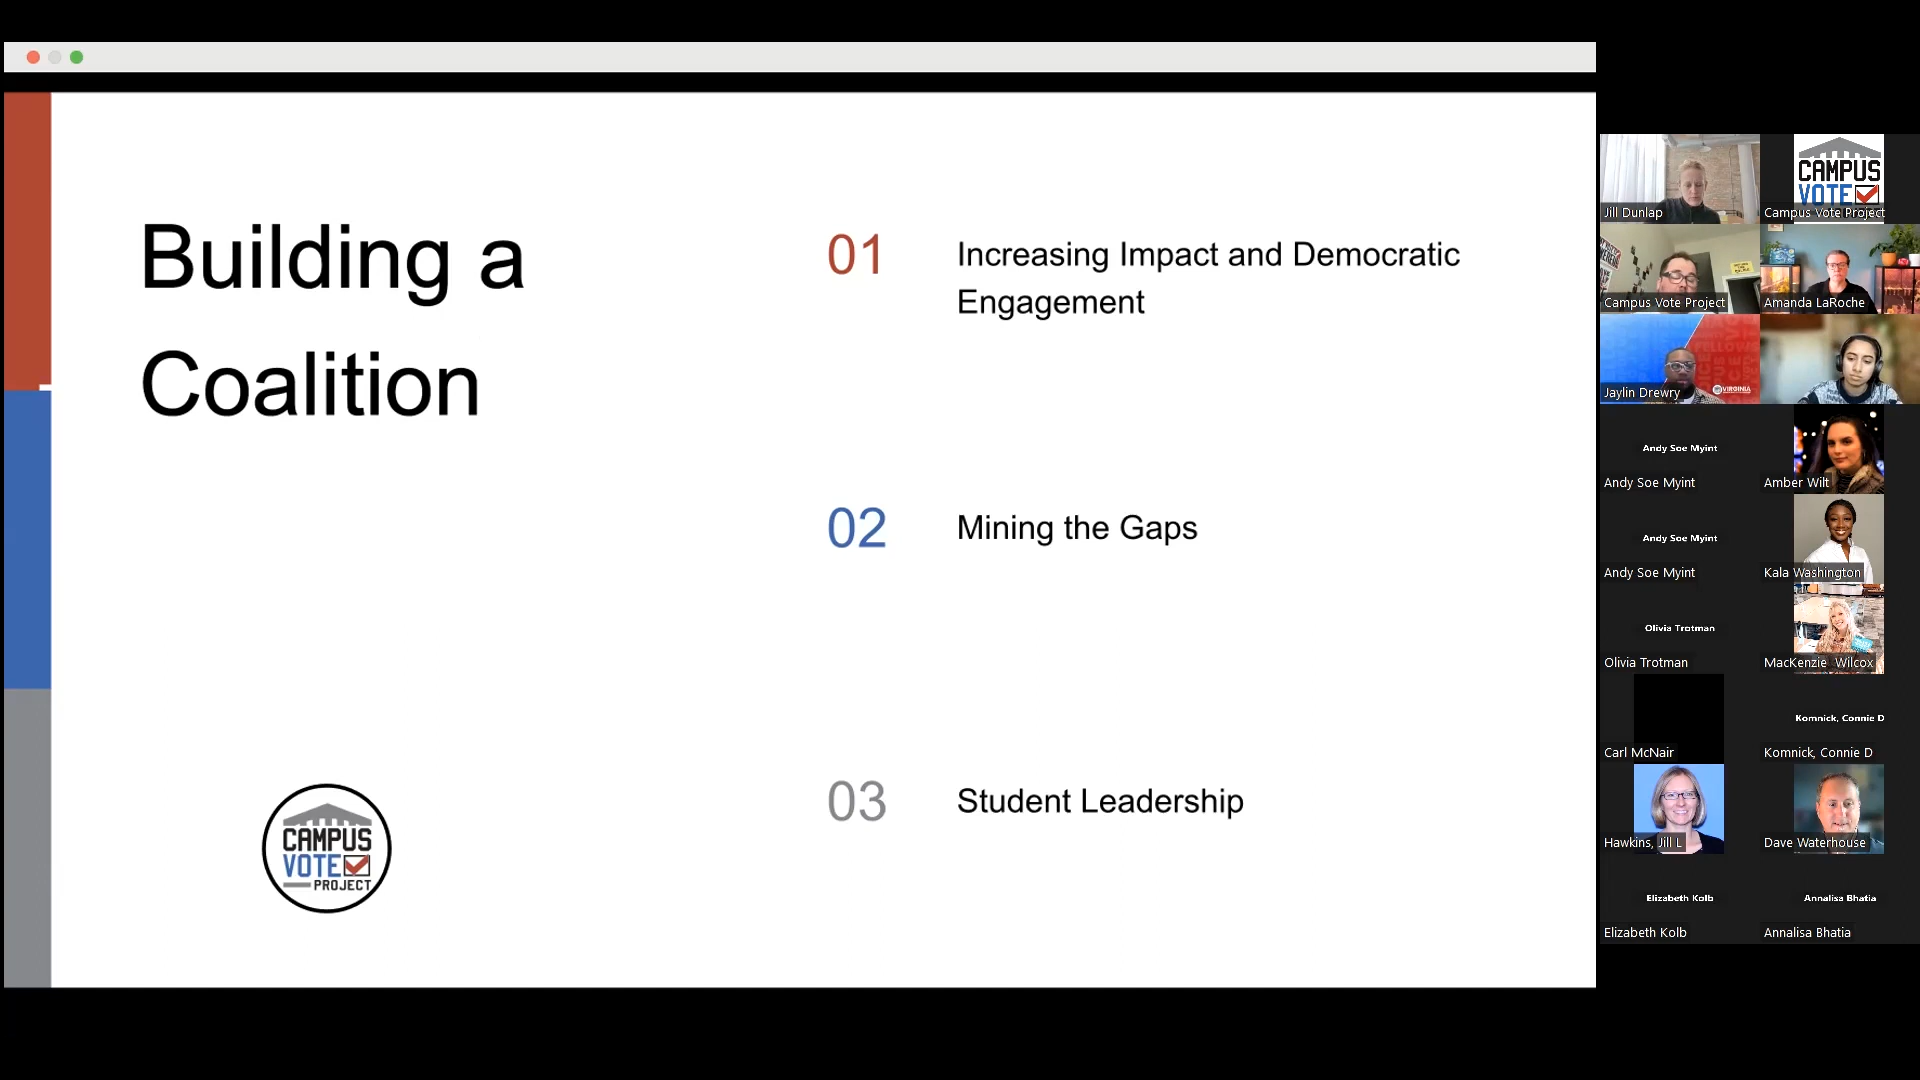 Building a
Coalition
01
Increasing Impact and Democratic
Engagement
02
Mining the Gaps
03
Student Leadership
CAMPUS
VOTE
PROJECT
Jill Dunlap
CAMPUS
VOTE
Campus Vote Project
Campus Vote Project
Amanda LaRoche
Jaylin Drewry
VIRGINIA
Andy Soe Myint
Andy Soe Myint
Amber Wilt
Andy Soe Myint
Andy Soe Myint
Kala Washington
Olivia Trotman
Olivia Trotman
MacKenzie Wilcox
Carl McNair
Komnick, Connie D
Komnick, Connie D
Hawkins, Jill L
Dave Waterhouse
Elizabeth Kolb
Elizabeth Kolb
Annalisa Bhatia
Annalisa Bhatia